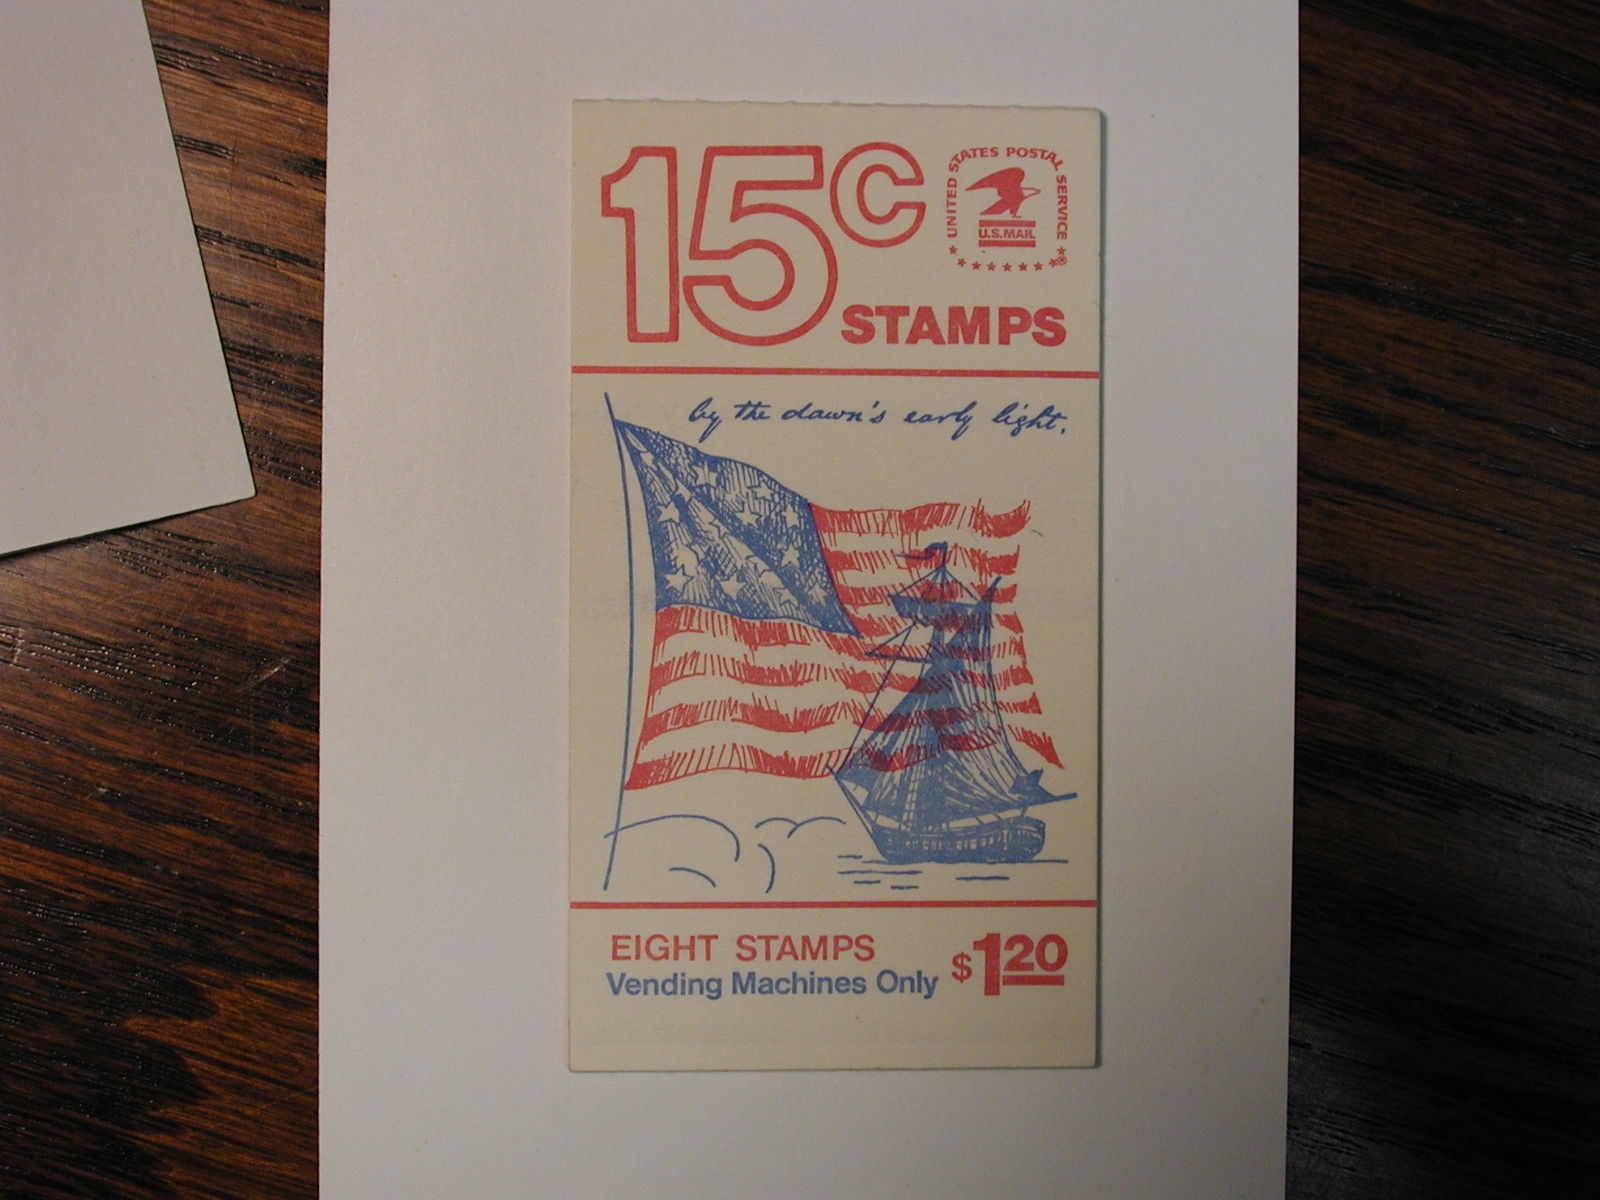 15c
UNITED STATES POSTAL SERVICE
U.S.MAIL
®
STAMPS
by the dawn's early light.
EIGHT STAMPS
Vending Machines Only
$1 20